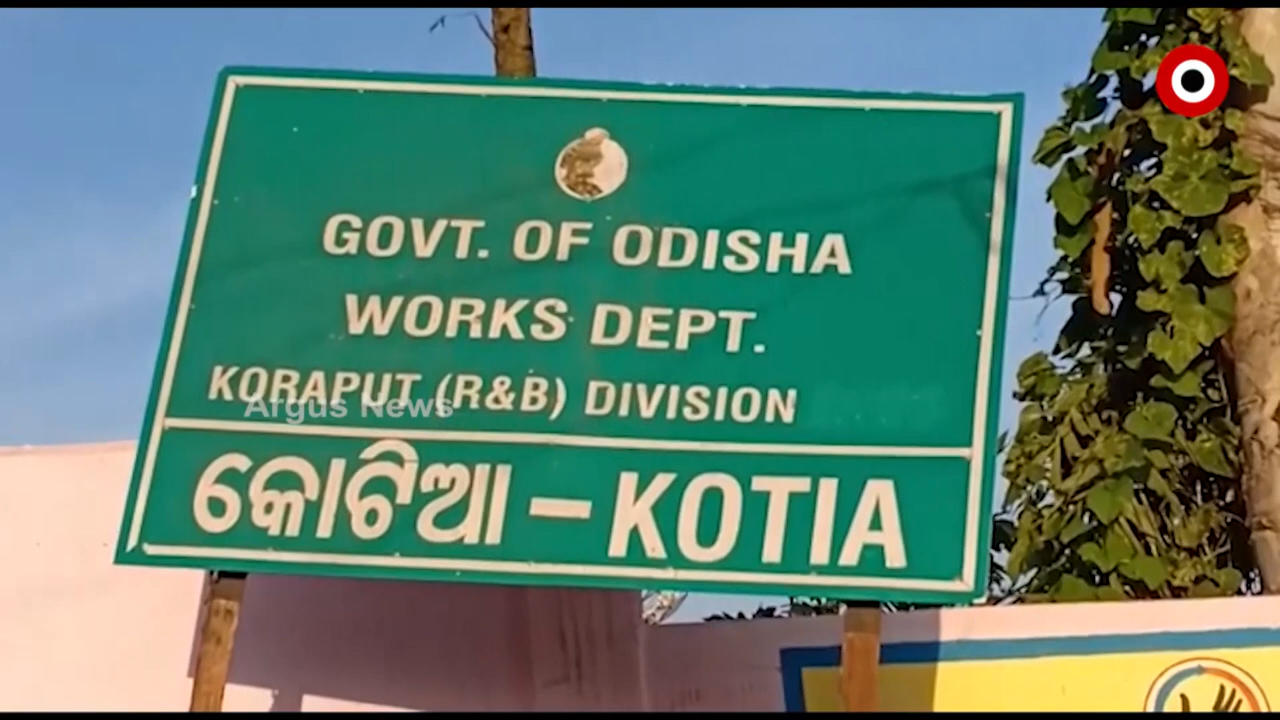 GOVT. OF ODISHA
WORKS DEPT.
KORAPUT (R&B) DIVISION
Argus News
କୋଟିଆ - KOTIA